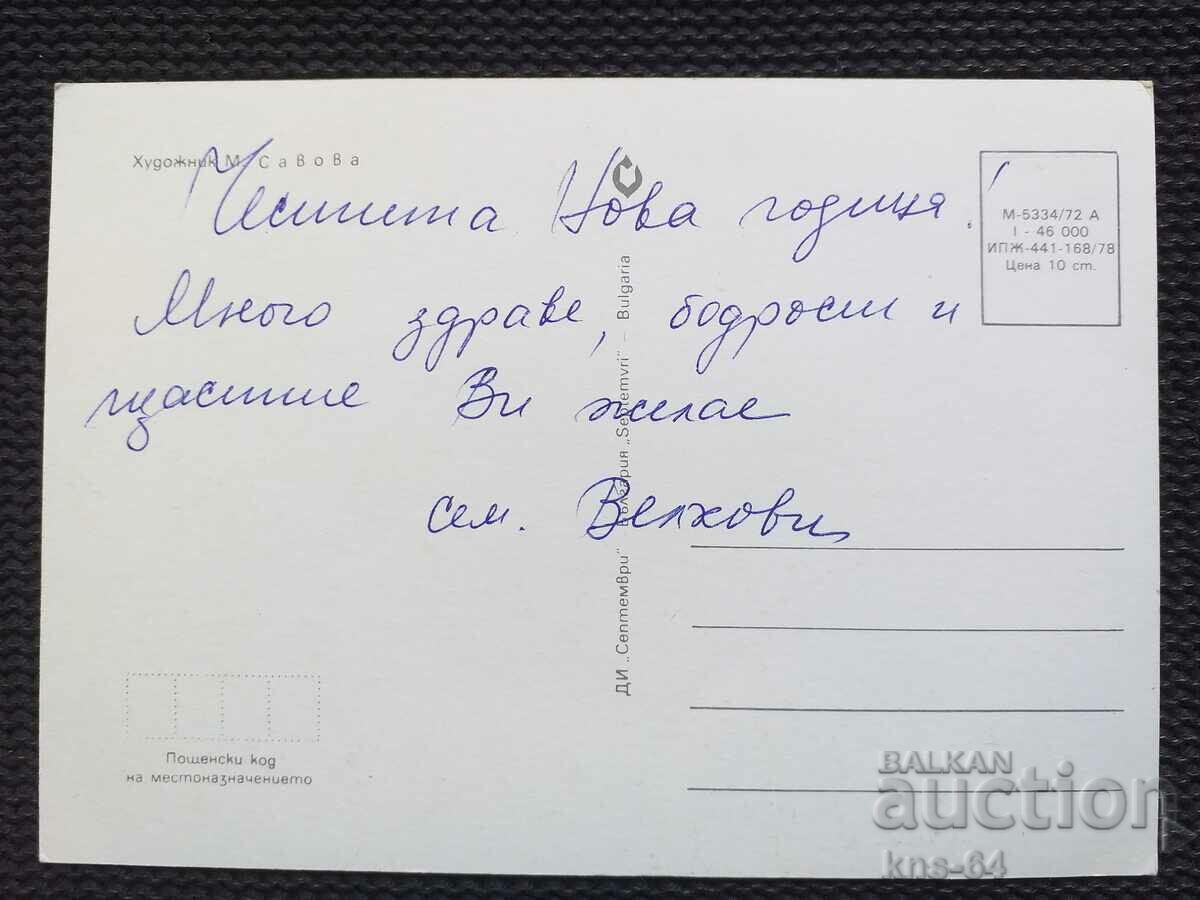 Художник М. Савова
Честита Нова година!
Много здраве, бодрост и
щастие Ви желае
сем. Велкови
М-5334/72 А
I - 46 000
ИПЖ-441-168/78
Цена 10 ст.
ДИ „Септември" България „Septemvri" – Bulgaria
Пощенски код
на местоназначението
BALKAN
auction
kns-64